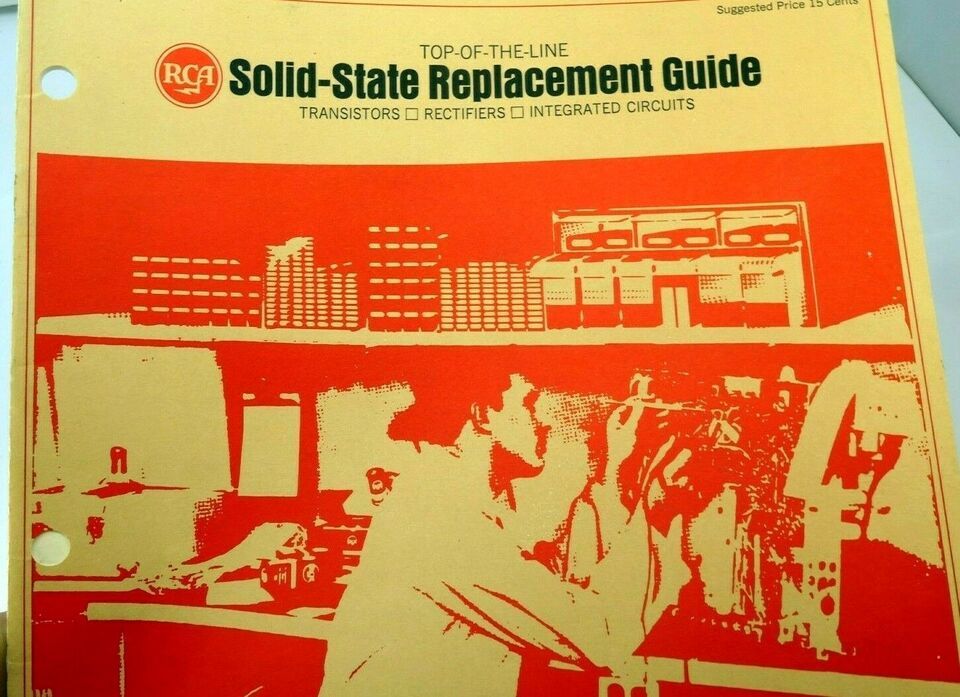 Suggested Price 15 Cents
TOP-OF-THE-LINE
RCA Solid-State Replacement Guide
TRANSISTORS □ RECTIFIERS □ INTEGRATED CIRCUITS